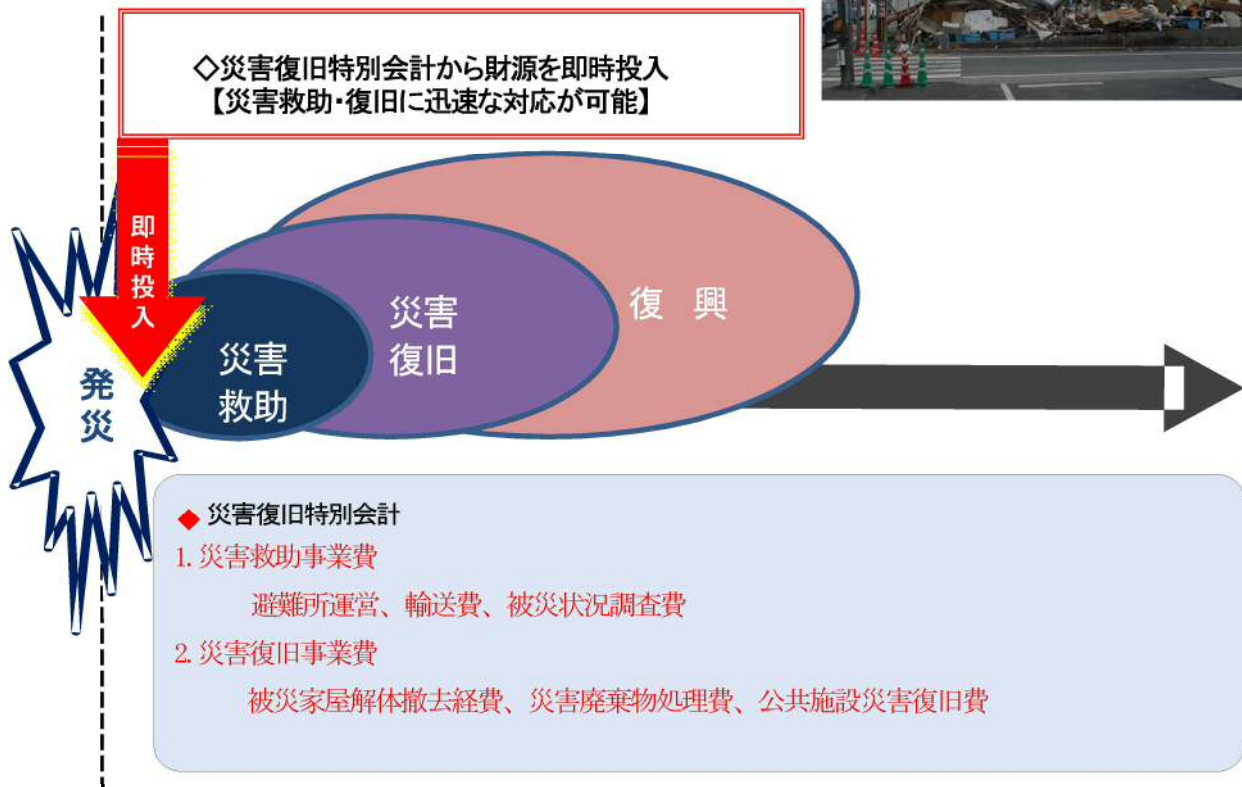 ◇災害復旧特別会計から財源を即時投入
【災害救助・復旧に迅速な対応が可能】
即時投入
発災
災害
救助
災害
復旧
復 興
◆ 災害復旧特別会計
1. 災害救助事業費
避難所運営、輸送費、被災状況調査費
2. 災害復旧事業費
被災家屋解体撤去経費、災害廃棄物処理費、公共施設災害復旧費